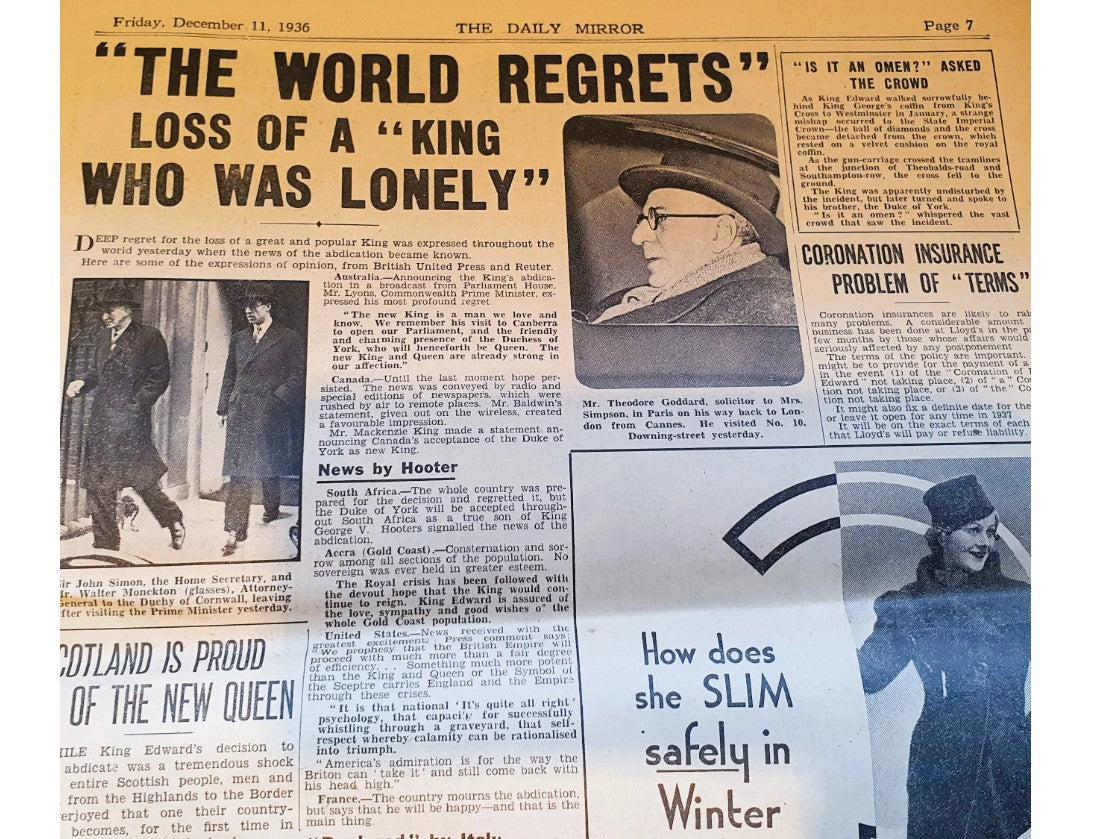 Friday, December 11, 1936
THE DAILY MIRROR
Page 7
"THE WORLD REGRETS"
LOSS OF A "KING
WHO WAS LONELY"
DEEP regret for the loss of a great and popular King was expressed throughout the
world yesterday when the news of the abdication became known.
Here are some of the expressions of opinion, from British United Press and Reuter.
Australia.—Announcing the King's abdica-
tion in a broadcast from Parliament House,
Mr. Lyons, Commonwealth Prime Minister, ex-
pressed his most profound regret
"The new King is a man we love and
know. We remember his visit to Canberra
to open our Parliament, and the friendly
and charming presence of the Duchess of
York, who will henceforth be Queen. The
new King and Queen are already strong in
our affection."
Canada.—Until the last moment hope per-
sisted. The news was conveyed by radio and
special editions of newspapers, which were
rushed by air to remote places. Mr. Baldwin's
statement, given out on the wireless, created
a favourable impression.
Mr. Mackenzie King made a statement an-
nouncing Canada's acceptance of the Duke of
York as new King.
News by Hooter
South Africa.—The whole country was pre-
pared for the decision and regretted it, but
the Duke of York will be accepted through-
out South Africa as a true son of King
George V. Hooters signalled the news of the
abdication.
Accra (Gold Coast).—Consternation and sor-
row among all sections of the population. No
sovereign was ever held in greater esteem.
The Royal crisis has been followed with
the devout hope that the King would con-
tinue to reign. King Edward is assured of
the love, sympathy and good wishes of the
whole Gold Coast population.
United States.—News received with the
greatest excitement. Press comment says:
"We prophesy that the British Empire will
proceed with much more than a fair degree
of efficiency. . . Something much more potent
than the King and Queen or the Symbol of
the Sceptre carries England and the Empire
through these crises.
"It is that national 'It's quite all right'
psychology, that capacity for successfully
whistling through a graveyard, that self-
respect whereby calamity can be rationalised
into triumph.
"America's admiration is for the way the
Briton can 'take it' and still come back with
his head high."
France.—The country mourns the abdication,
but says that he will be happy—and that is the
main thing.
by Italy
Sir John Simon, the Home Secretary, and
Mr. Walter Monckton (glasses), Attorney-
General to the Duchy of Cornwall, leaving
after visiting the Prime Minister yesterday.
COTLAND IS PROUD
OF THE NEW QUEEN
HILE King Edward's decision to
abdicate was a tremendous shock
entire Scottish people, men and
from the Highlands to the Border
erjoyed that one their country-
becomes, for the first time in
Mr. Theodore Goddard, solicitor to Mrs.
Simpson, in Paris on his way back to Lon-
don from Cannes. He visited No. 10,
Downing-street yesterday.
"IS IT AN OMEN?" ASKED
THE CROWD
As King Edward walked sorrowfully be-
hind King George's coffin from King's
Cross to Westminster in January, a strange
mishap occurred to the State Imperial
Crown—the ball of diamonds and the cross
became detached from the crown, which
rested on a velvet cushion on the royal
coffin.
As the gun-carriage crossed the tramlines
at the junction of Theobalds-road and
Southampton-row, the cross fell to the
ground.
The King was apparently undisturbed by
the incident, but later turned and spoke to
his brother, the Duke of York.
"Is it an omen?" whispered the vast
crowd that saw the incident.
CORONATION INSURANCE
PROBLEM OF "TERMS"
Coronation insurances are likely to rai
many problems. A considerable amount
business has been done at Lloyd's in the p
few months by those whose affairs would
seriously affected by any postponement
The terms of the policy are important.
might be to provide for the payment of a
in the event (1) of the "Coronation of
Edward" not taking place, (2) of "a" Co
tion not taking place, or (3) of "the" Co
tion not taking place.
It might also fix a definite date for the
or leave it open for any time in 1937
It will be on the exact terms of each
that Lloyd's will pay or refuse liability.
How does
she SLIM
safely in
Winter